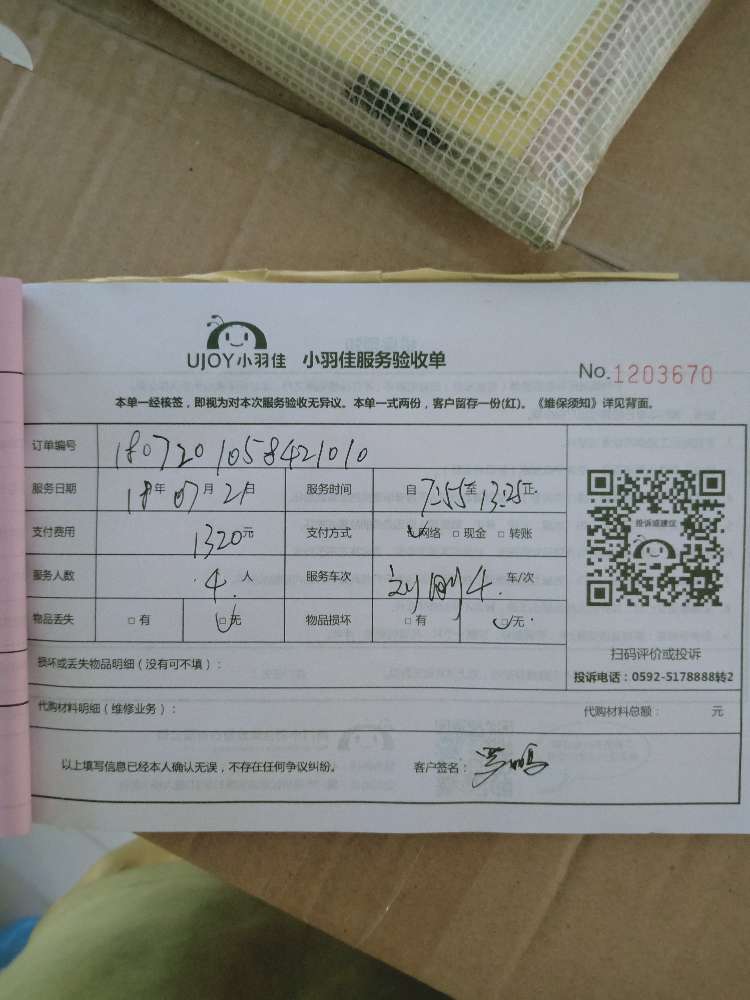 UJOY小羽佳 小羽佳服务验收单
No.1203670
本单一经核签，即视为对本次服务验收无异议。本单一式两份，客户留存一份(红)。《维保须知》详见背面。
订单编号 1807201058421010
服务日期 18年07月21日 服务时间 自7:55至13:25止
支付费用 1320元 支付方式 网络 □ 现金 □ 转账
服务人数 4.人 服务车次 刘刚4.车/次
物品丢失 □ 有 □ 无 物品损坏 □ 有 □ 无
投诉或建议
扫码评价或投诉
投诉电话：0592-5178888转2
损坏或丢失物品明细（没有可不填）：
代购材料明细（维修业务）： 代购材料总额： 元
以上填写信息已经本人确认无误，不存在任何争议纠纷。 客户签名：